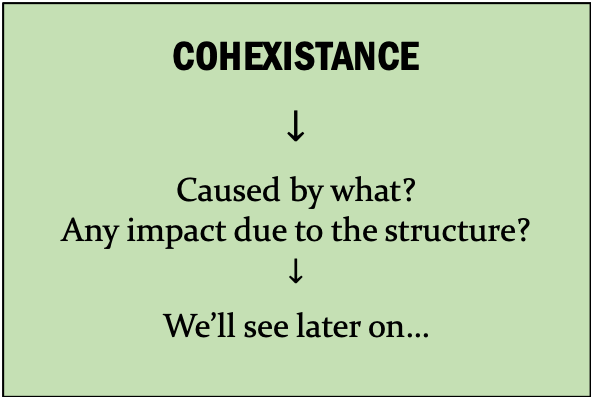 COHEXISTANCE
↓
Caused by what?
Any impact due to the structure?
↓
We’ll see later on...